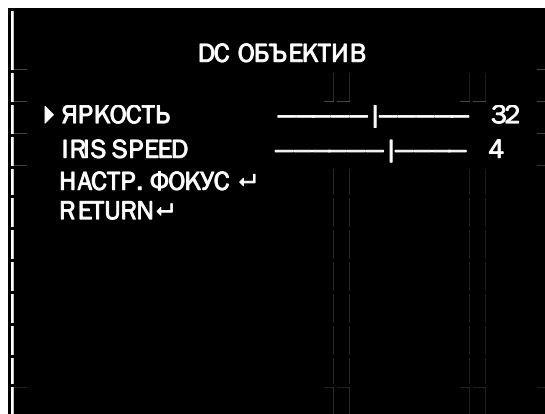 DC ОБЪЕКТИВ
ЯРКОСТЬ 32
IRIS SPEED 4
НАСТР. ФОКУС ↵
RETURN↵